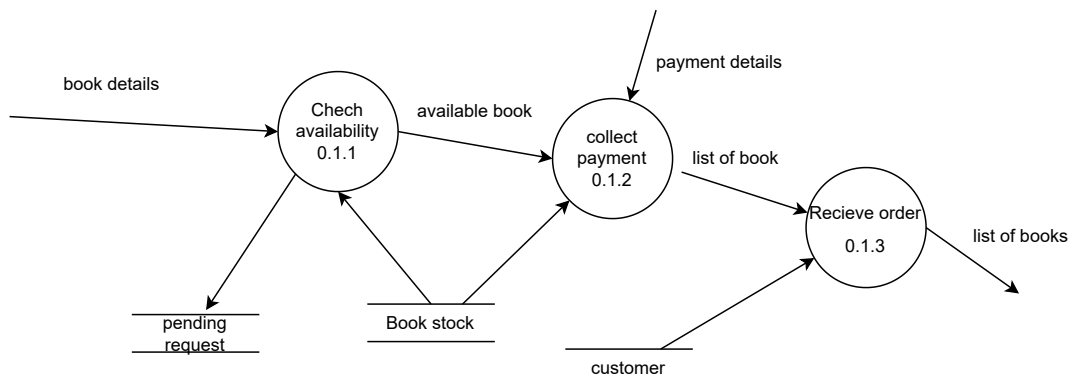 book details
Chech
availability
0.1.1
available book
payment details
collect
payment
0.1.2
list of book
Recieve order
0.1.3
list of books
pending
request
Book stock
customer